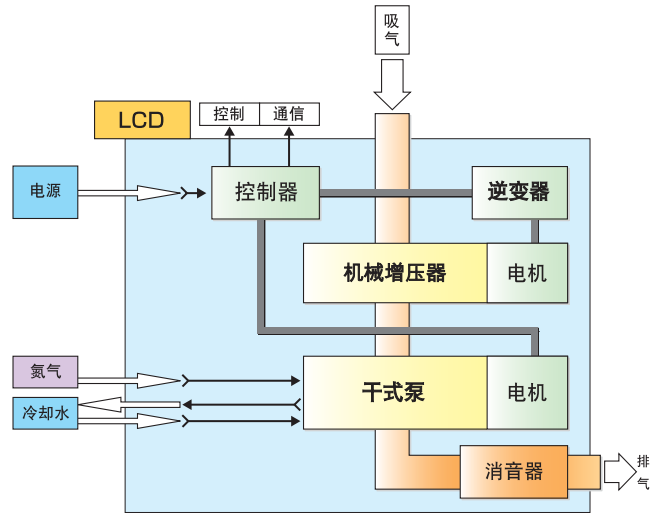 吸
气
控制 通信
LCD
电源
控制器
逆变器
机械增压器 电机
氮气
干式泵 电机
冷却水
消音器
排
气